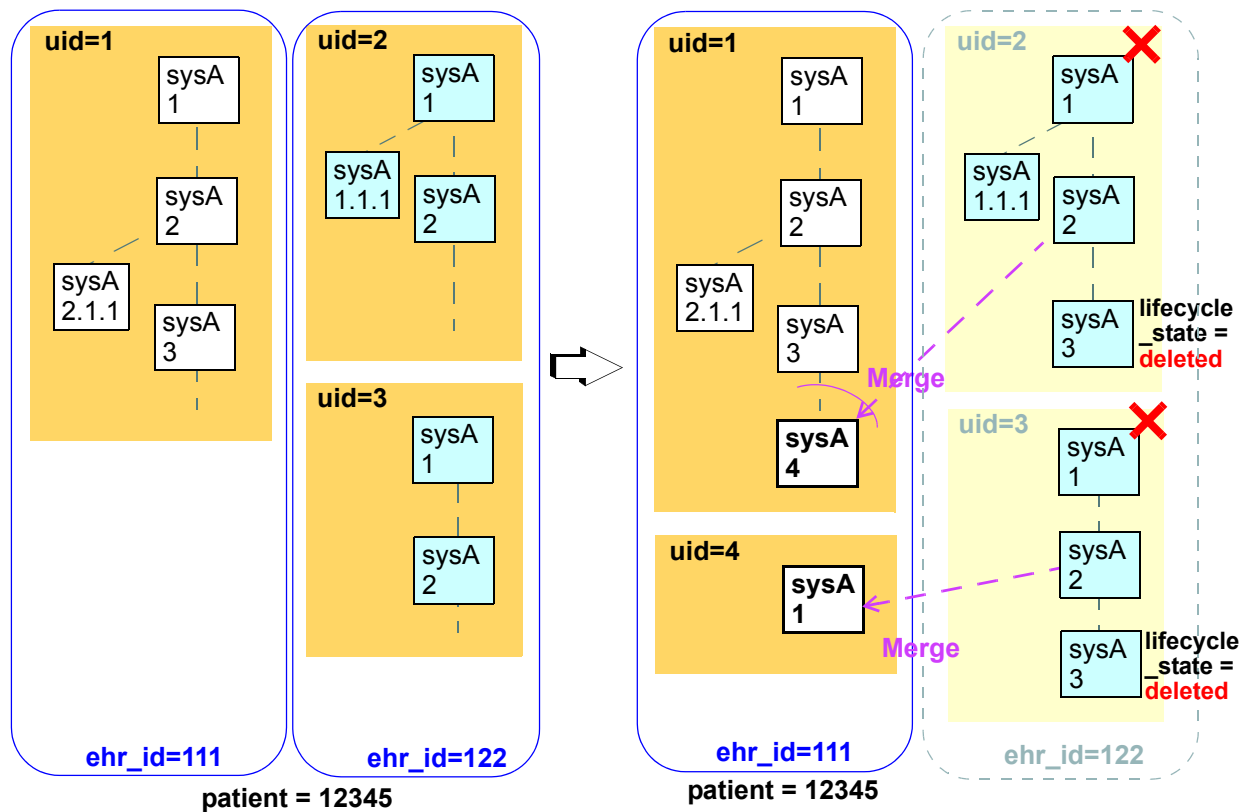 uid=1
sysA
1
sysA
2
sysA
2.1.1
sysA
3
ehr_id=111
uid=2
sysA
1
sysA
1.1.1
sysA
2
uid=3
sysA
1
sysA
2
ehr_id=122
patient = 12345
uid=1
sysA
1
sysA
2
sysA
2.1.1
sysA
3
Merge
sysA
4
uid=4
sysA
1
Merge
ehr_id=111
patient = 12345
uid=2
sysA
1
sysA
1.1.1
sysA
2
sysA
3
lifecycle
_state =
deleted
uid=3
sysA
1
sysA
2
sysA
3
lifecycle
_state =
deleted
ehr_id=122